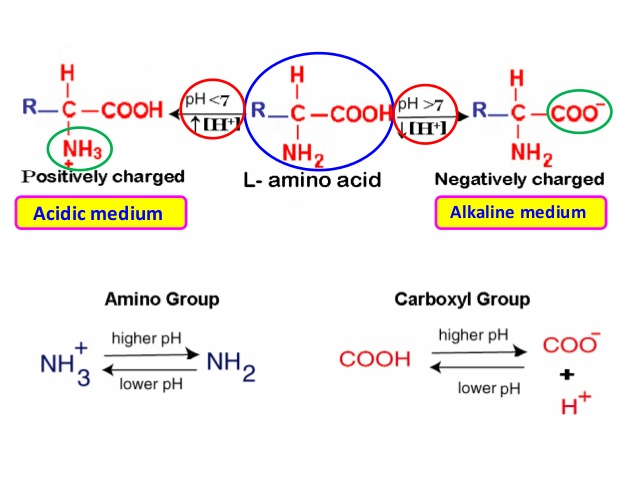 H H H
R—C—COOH pH <7 R—C—COOH pH >7 R—C—COO⁻
↑[H+] ↓[H+]
NH3 NH2 NH2
+
Positively charged L- amino acid Negatively charged
Acidic medium Alkaline medium
Amino Group Carboxyl Group
higher pH higher pH
NH3+ NH2 COOH COO⁻
lower pH lower pH
+
H+